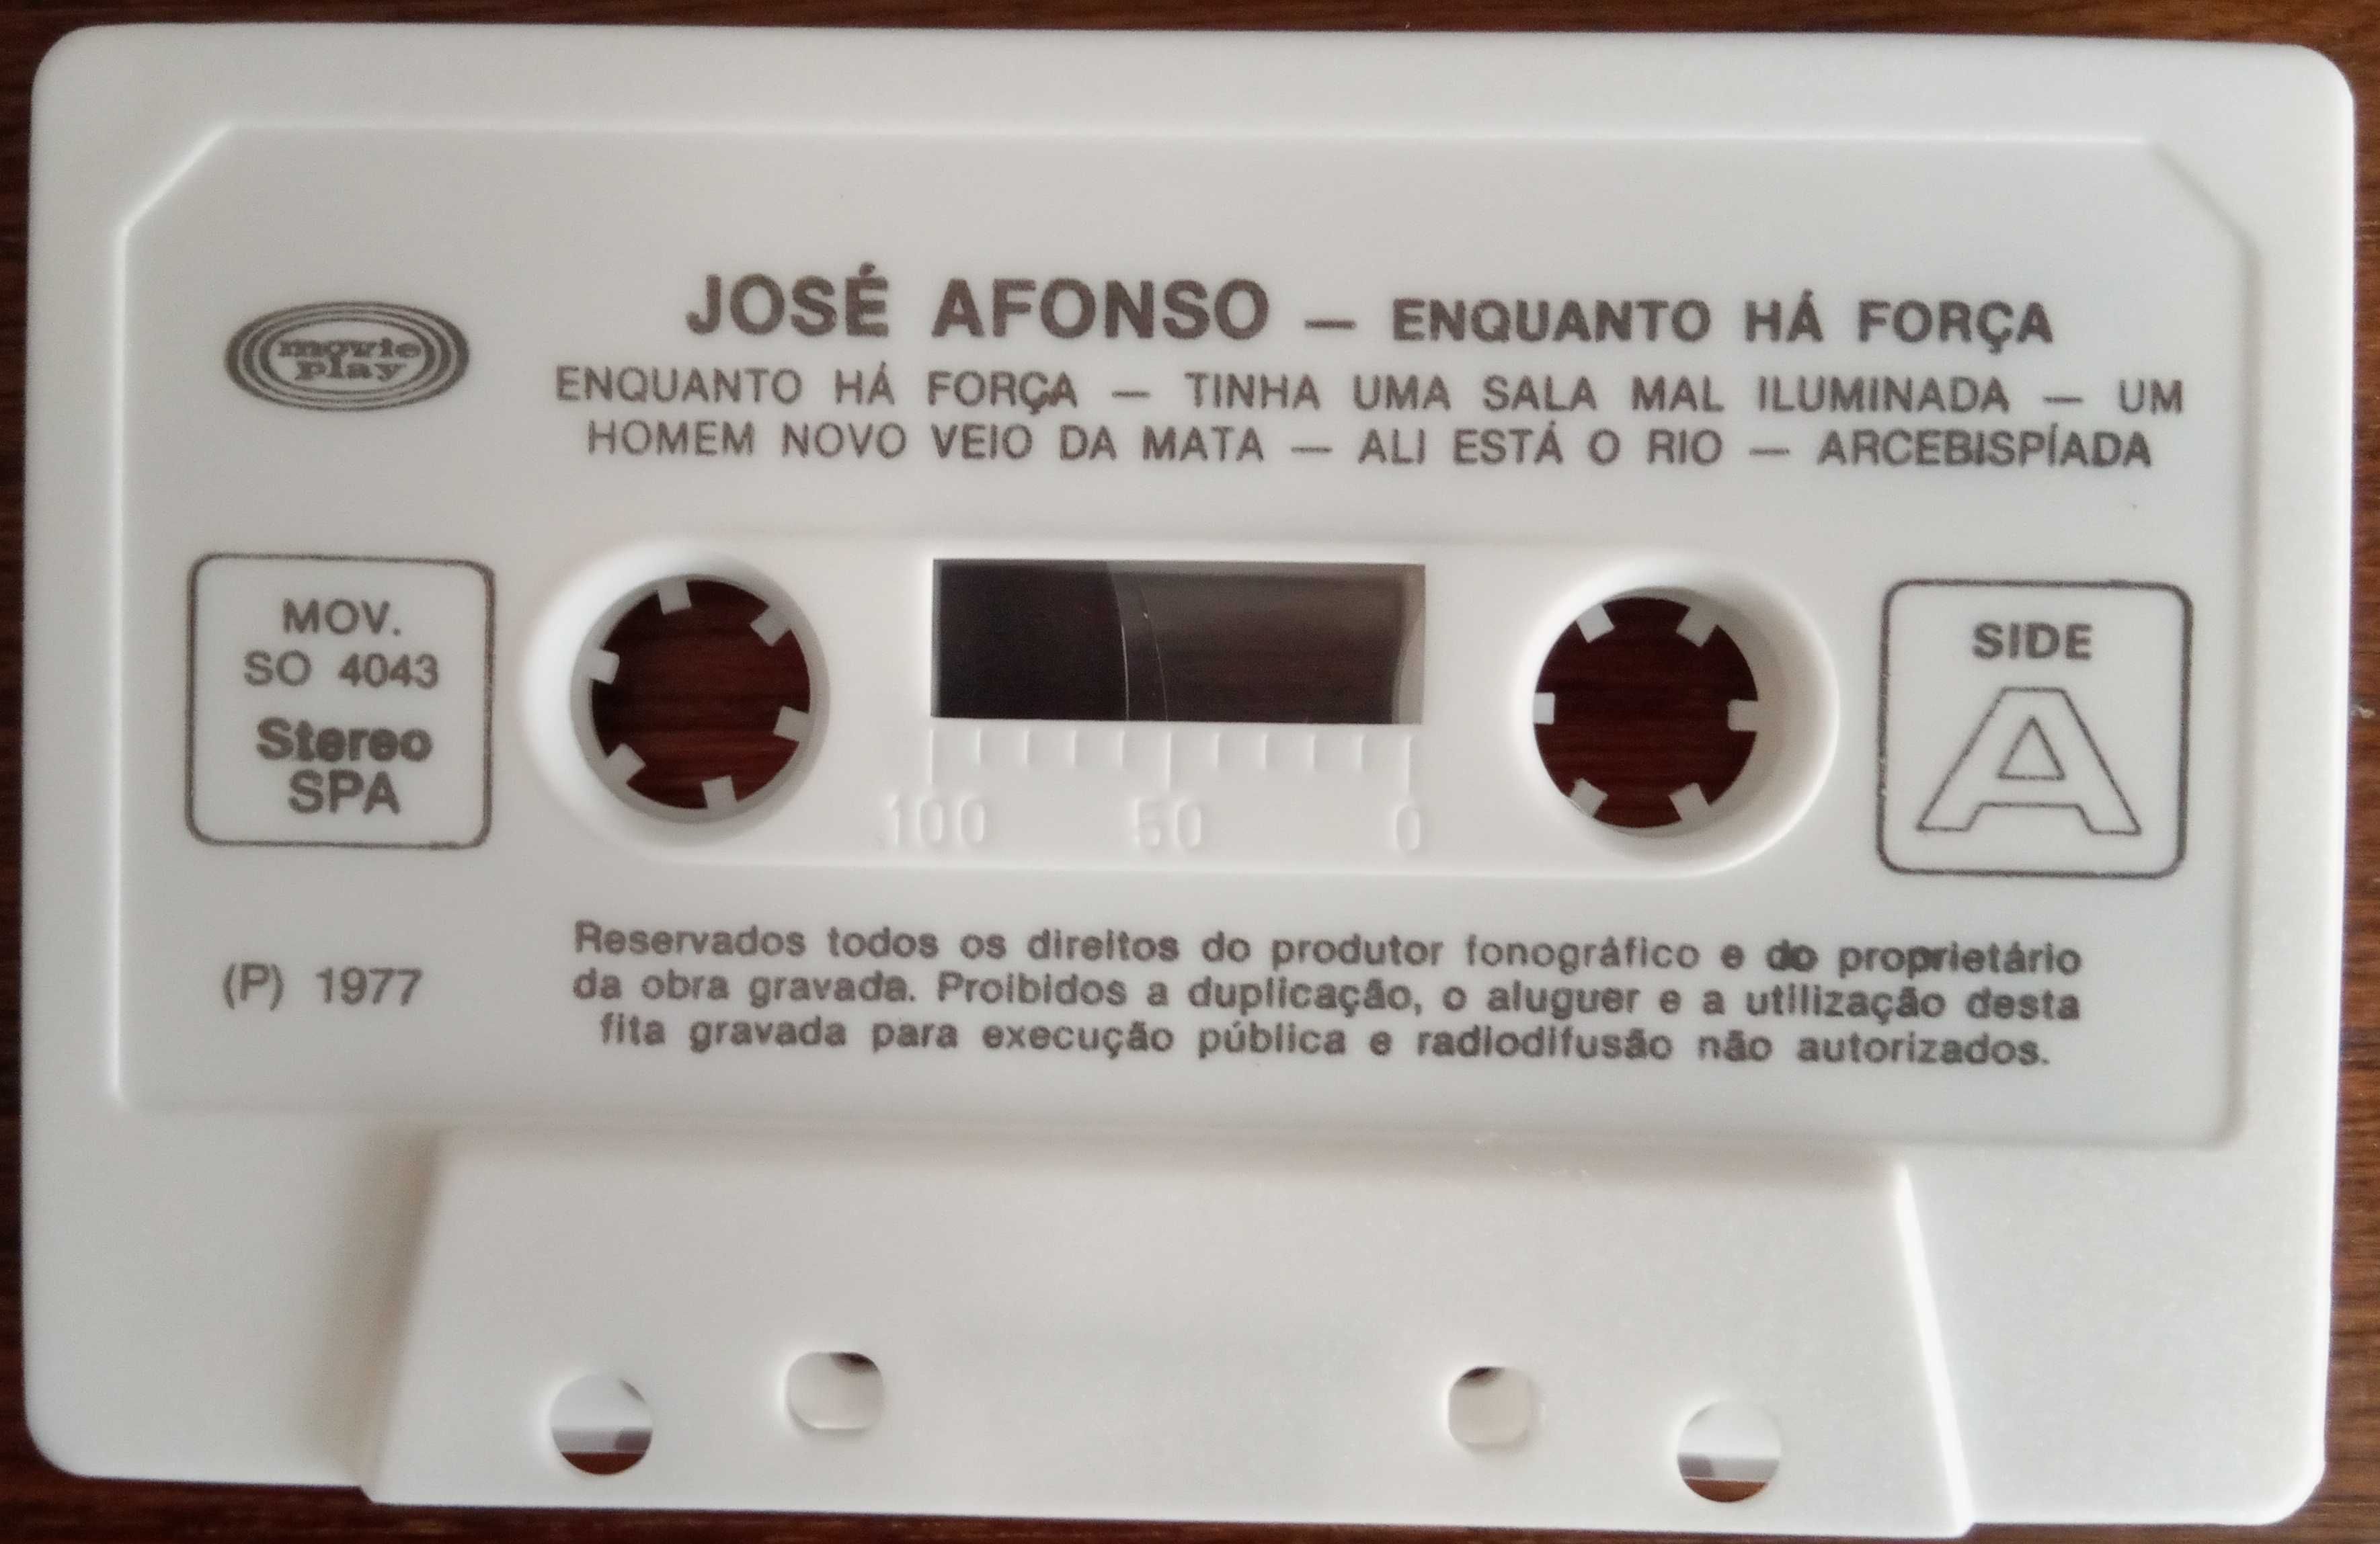 JOSÉ AFONSO — ENQUANTO HÁ FORÇA
movie
play
ENQUANTO HÁ FORÇA — TINHA UMA SALA MAL ILUMINADA — UM
HOMEM NOVO VEIO DA MATA — ALI ESTÁ O RIO — ARCEBISPÍADA
MOV.
SO 4043
Stereo
SPA
100 50 0
SIDE
A
(P) 1977
Reservados todos os direitos do produtor fonográfico e do proprietário
da obra gravada. Proibidos a duplicação, o aluguer e a utilização desta
fita gravada para execução pública e radiodifusão não autorizados.